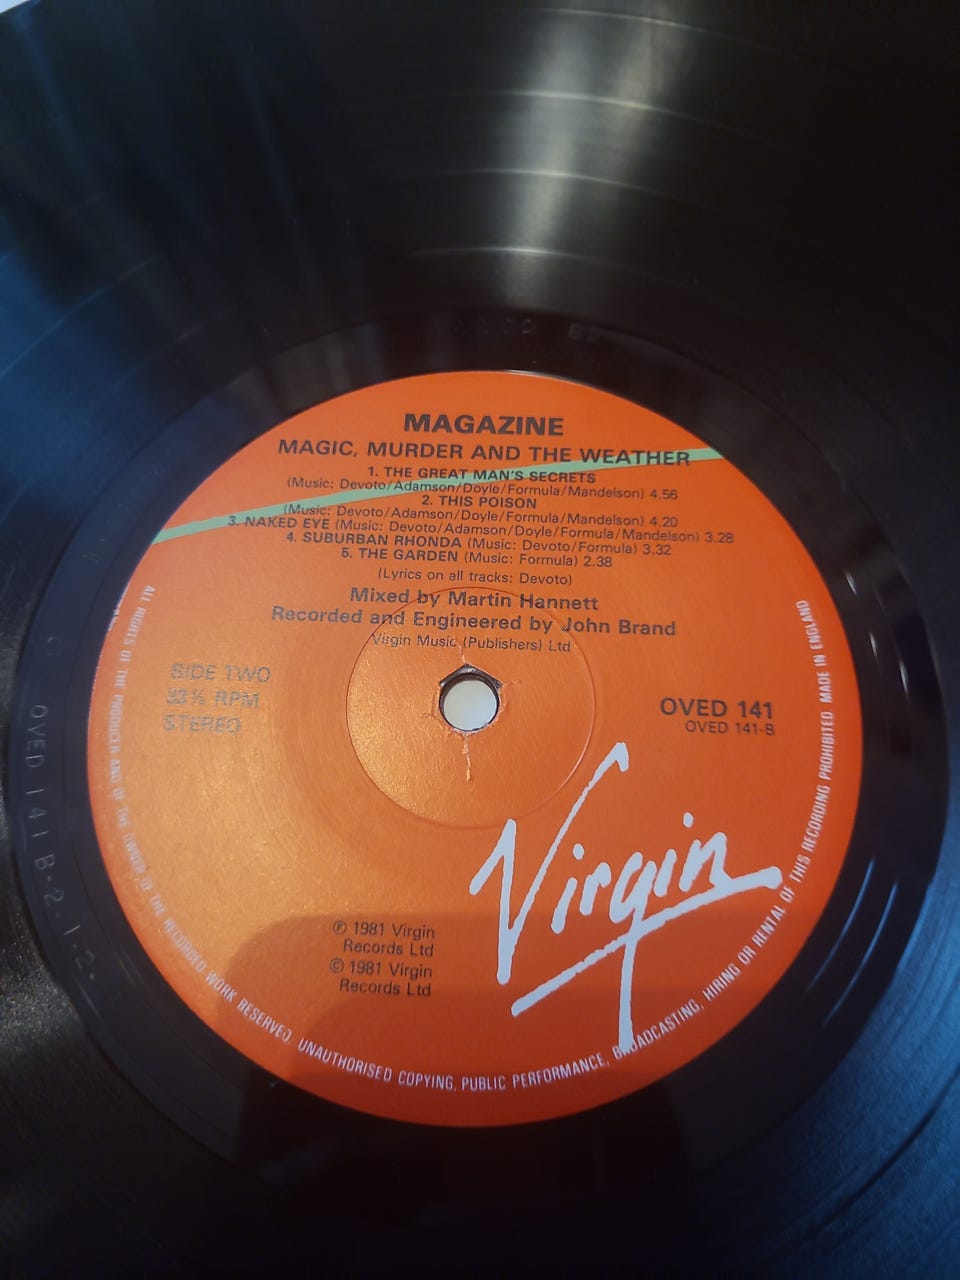 MAGAZINE
MAGIC, MURDER AND THE WEATHER
1. THE GREAT MAN'S SECRETS
(Music: Devoto/Adamson/Doyle/Formula/Mandelson) 4.56
2. THIS POISON
(Music: Devoto/Adamson/Doyle/Formula/Mandelson) 4.20
3. NAKED EYE (Music: Devoto/Adamson/Doyle/Formula/Mandelson) 3.28
4. SUBURBAN RHONDA (Music: Devoto/Formula) 3.32
5. THE GARDEN (Music: Formula) 2.38
(Lyrics on all tracks: Devoto)
Mixed by Martin Hannett
Recorded and Engineered by John Brand
Virgin Music (Publishers) Ltd
SIDE TWO
33⅓ RPM
STEREO
OVED 141
OVED 141-B
Virgin
℗ 1981 Virgin
Records Ltd
© 1981 Virgin
Records Ltd
ALL RIGHTS OF THE PRODUCER AND OF THE OWNER OF THE RECORDED WORK RESERVED. UNAUTHORISED COPYING, PUBLIC PERFORMANCE, BROADCASTING, HIRING OR RENTAL OF THIS RECORDING PROHIBITED MADE IN ENGLAND
OVED 141 B-2-1-2-